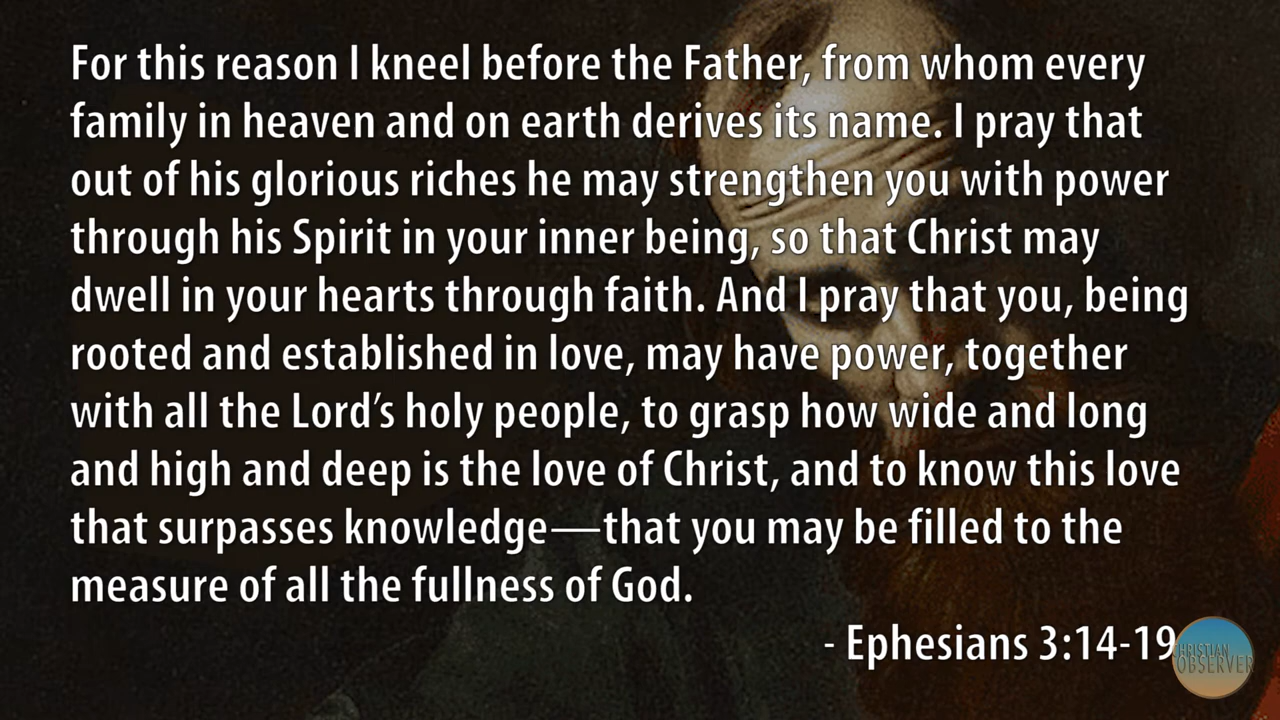 For this reason I kneel before the Father, from whom every
family in heaven and on earth derives its name. I pray that
out of his glorious riches he may strengthen you with power
through his Spirit in your inner being, so that Christ may
dwell in your hearts through faith. And I pray that you, being
rooted and established in love, may have power, together
with all the Lord’s holy people, to grasp how wide and long
and high and deep is the love of Christ, and to know this love
that surpasses knowledge—that you may be filled to the
measure of all the fullness of God.
- Ephesians 3:14-19
CHRISTIAN
OBSERVER